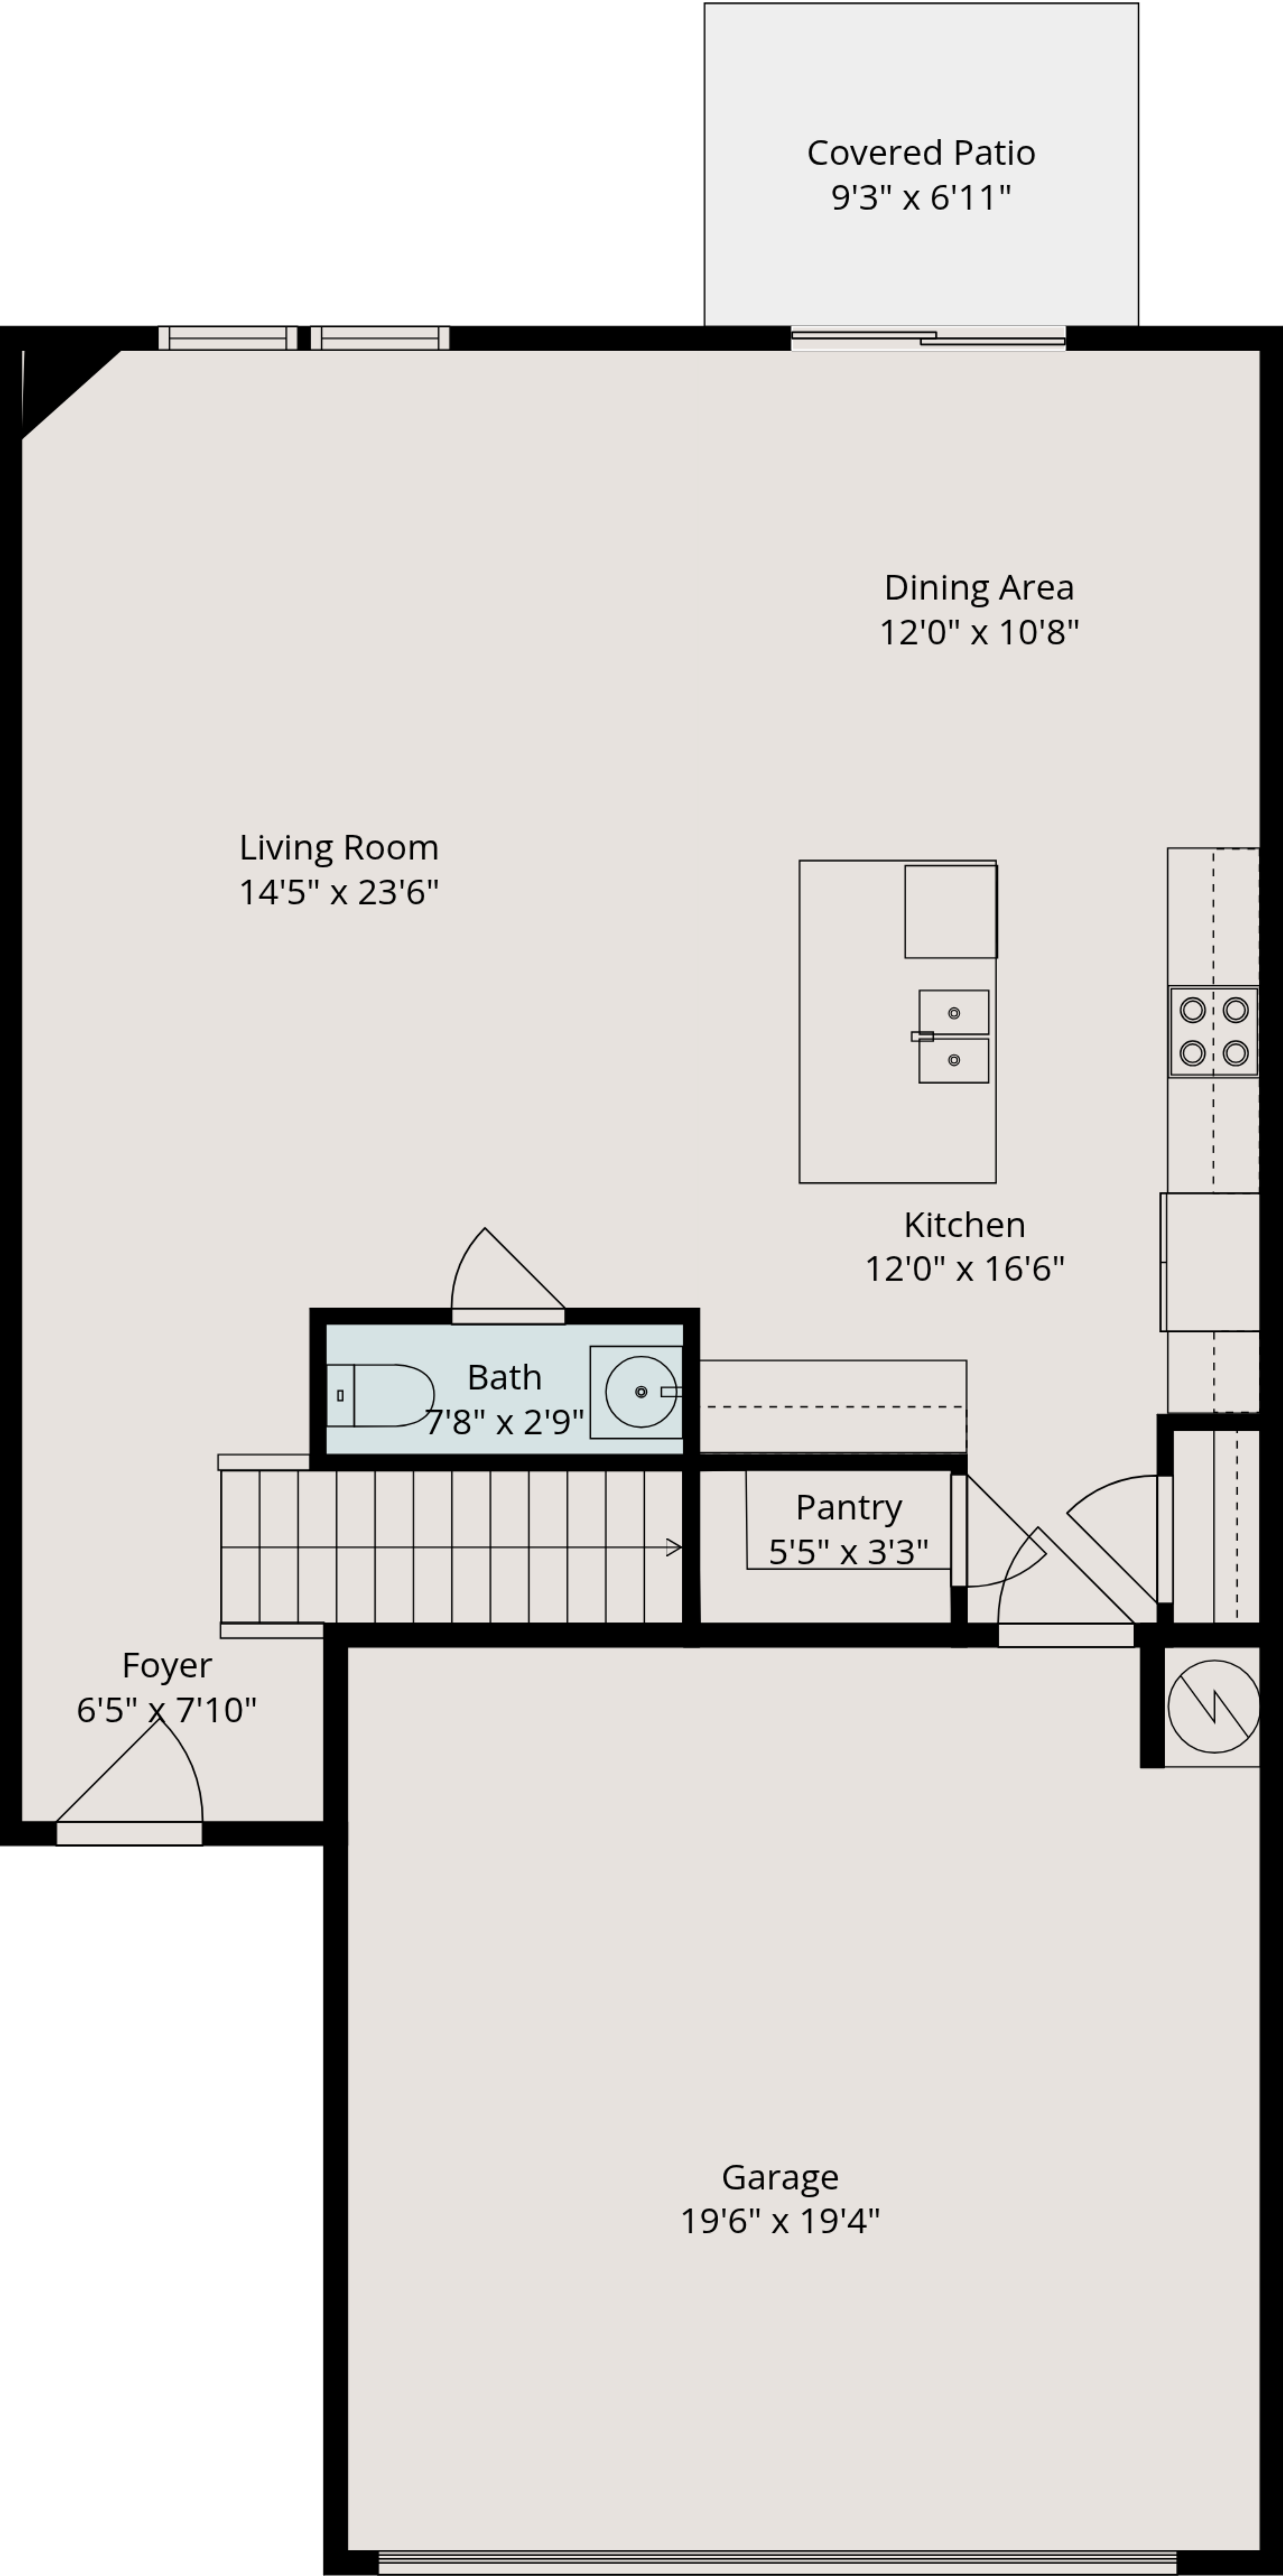 Covered Patio
9'3" x 6'11"
Dining Area
12'0" x 10'8"
Living Room
14'5" x 23'6"
Kitchen
12'0" x 16'6"
Bath
7'8" x 2'9"
Pantry
5'5" x 3'3"
Foyer
6'5" x 7'10"
Garage
19'6" x 19'4"